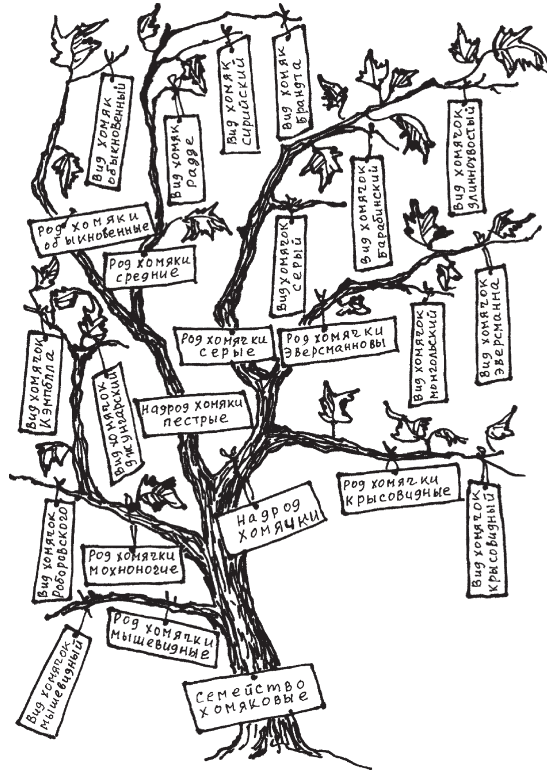 Вид хомяк
обыкновенный
Вид хомяк
Радде
Вид хомяк
сирийский
Вид хомяк
Брандта
Вид хомячок
длиннохвостый
Вид хомячок
Барабинский
Вид хомячок
серый
Род хомяки
обыкновенные
Род хомяки
средние
Вид хомячок
Эверсманна
Вид хомячок
монгольский
Род хомячки
серые
Род хомячки
Эверсманновы
Вид хомячок
Кэмпбелла
Вид хомячок
джунгарский
Надрод хомяки
пестрые
Род хомячки
крысовидные
Вид хомячок
крысовидный
Надрод
хомячки
Вид хомячок
Роборовского
Род хомячки
мохноногие
Род хомячки
мышевидные
Вид хомячок
мышевидный
Семейство
хомяковые